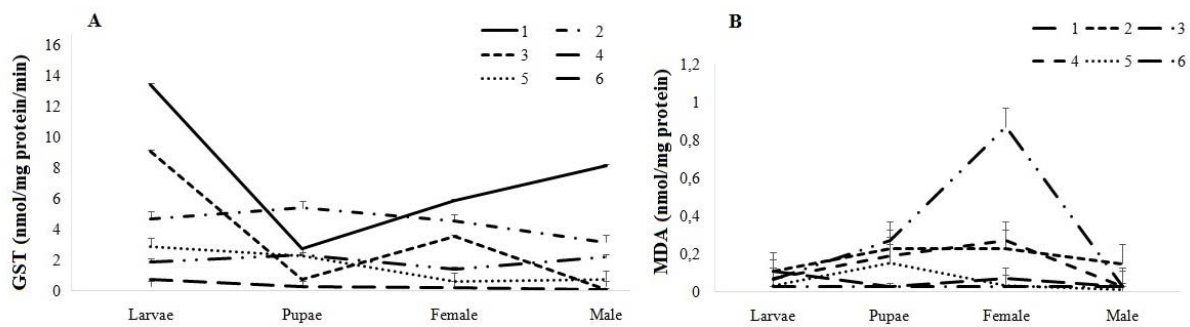 A
GST (nmol/mg protein/min)
16
14
12
10
8
6
4
2
0
1 2
3 4
5 6
Larvae Pupae Female Male
B
MDA (nmol/mg protein)
1,2
1
0,8
0,6
0,4
0,2
0
1 2 3
4 5 6
Larvae Pupae Female Male